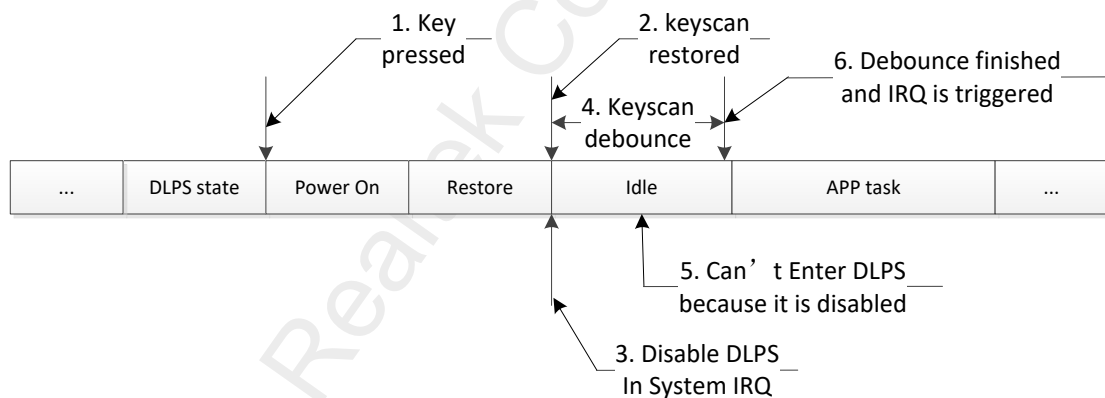 1. Key
pressed
2. keyscan
restored
6. Debounce finished
and IRQ is triggered
4. Keyscan
debounce
...
DLPS state
Power On
Restore
Idle
APP task
...
5. Can’t Enter DLPS
because it is disabled
3. Disable DLPS
In System IRQ
Realtek Co